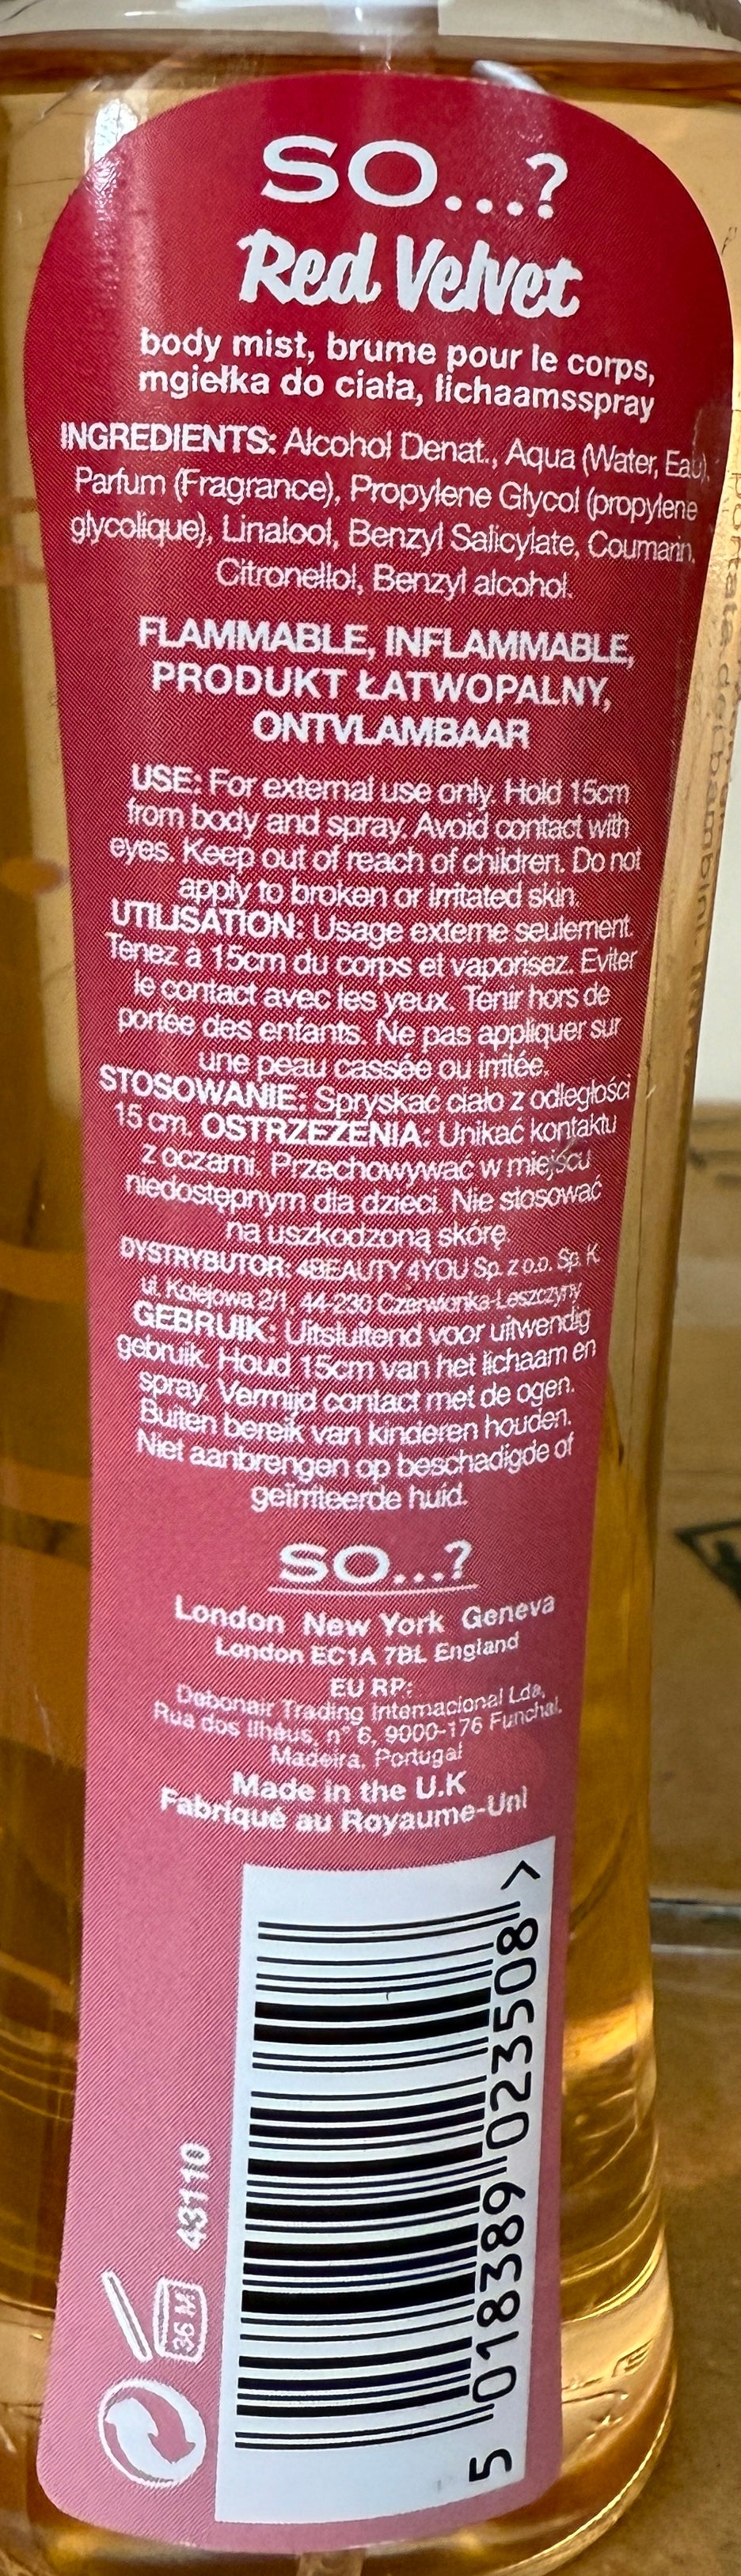 SO...?
Red Velvet
body mist, brume pour le corps,
mgiełka do ciała, lichaamsspray
INGREDIENTS: Alcohol Denat., Aqua (Water, Eau),
Parfum (Fragrance), Propylene Glycol (propylene
glycolique), Linalool, Benzyl Salicylate, Coumarin,
Citronellol, Benzyl alcohol.
FLAMMABLE, INFLAMMABLE,
PRODUKT ŁATWOPALNY,
ONTVLAMBAAR
USE: For external use only. Hold 15cm
from body and spray. Avoid contact with
eyes. Keep out of reach of children. Do not
apply to broken or irritated skin.
UTILISATION: Usage externe seulement.
Tenez à 15cm du corps et vaporisez. Eviter
le contact avec les yeux. Tenir hors de
portée des enfants. Ne pas appliquer sur
une peau cassée ou irritée.
STOSOWANIE: Spryskać ciało z odległości
15 cm. OSTRZEŻENIA: Unikać kontaktu
z oczami. Przechowywać w miejscu
niedostępnym dla dzieci. Nie stosować
na uszkodzoną skórę.
DYSTRYBUTOR: 4BEAUTY 4YOU Sp. z o.o. Sp. K.
ul. Kolejowa 2/1, 44-230 Czerwionka-Leszczyny
GEBRUIK: Uitsluitend voor uitwendig
gebruik. Houd 15cm van het lichaam en
spray. Vermijd contact met de ogen.
Buiten bereik van kinderen houden.
Niet aanbrengen op beschadigde of
geïrriteerde huid.
SO...?
London New York Geneva
London EC1A 7BL England
EU RP:
Debonair Trading Internacional Lda,
Rua dos Ilhéus, nº 6, 9000-176 Funchal,
Madeira, Portugal
Made in the U.K
Fabriqué au Royaume-Uni
5 018389 023508 >
43110
36 M